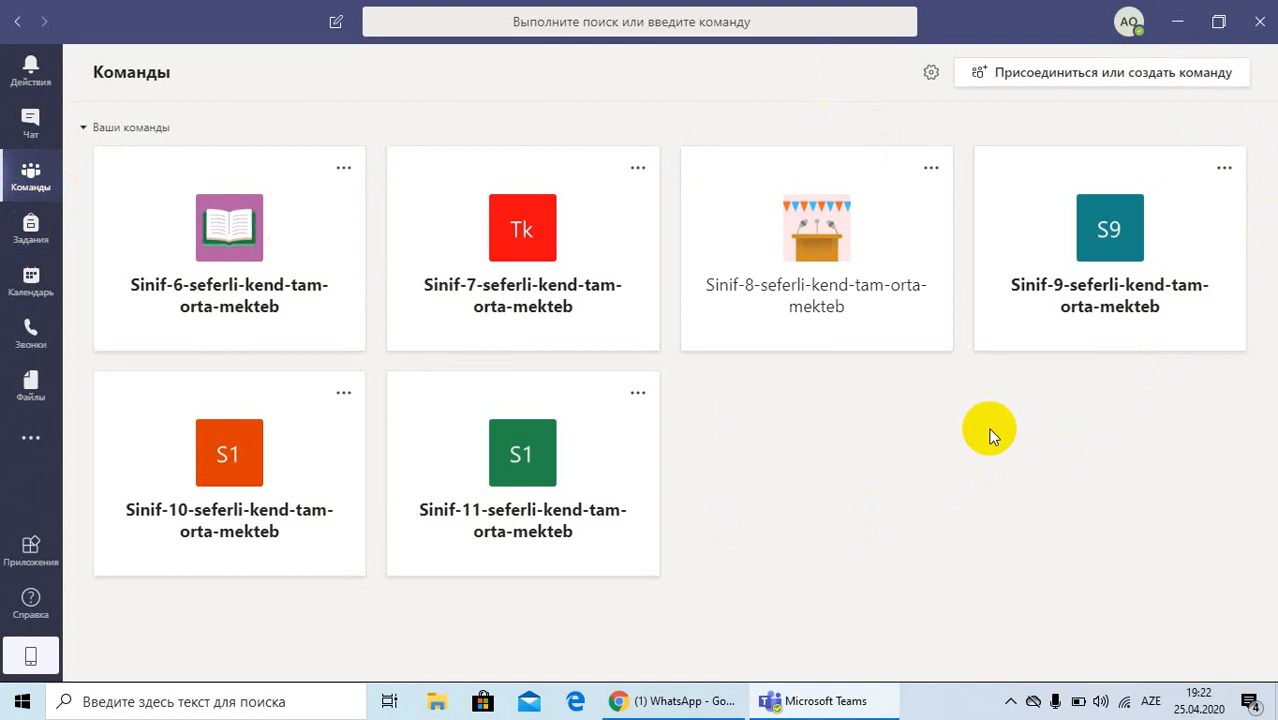 Выполните поиск или введите команду
AO
Действия
Чат
Команды
Задания
Календарь
Звонки
Файлы
Приложения
Справка
Команды
Присоединиться или создать команду
Ваши команды
Sinif-6-seferli-kend-tam-
orta-mekteb
Tk
Sinif-7-seferli-kend-tam-
orta-mekteb
Sinif-8-seferli-kend-tam-orta-
mekteb
S9
Sinif-9-seferli-kend-tam-
orta-mekteb
S1
Sinif-10-seferli-kend-tam-
orta-mekteb
S1
Sinif-11-seferli-kend-tam-
orta-mekteb
Введите здесь текст для поиска
(1) WhatsApp - Go...
Microsoft Teams
AZE
19:22
25.04.2020
4